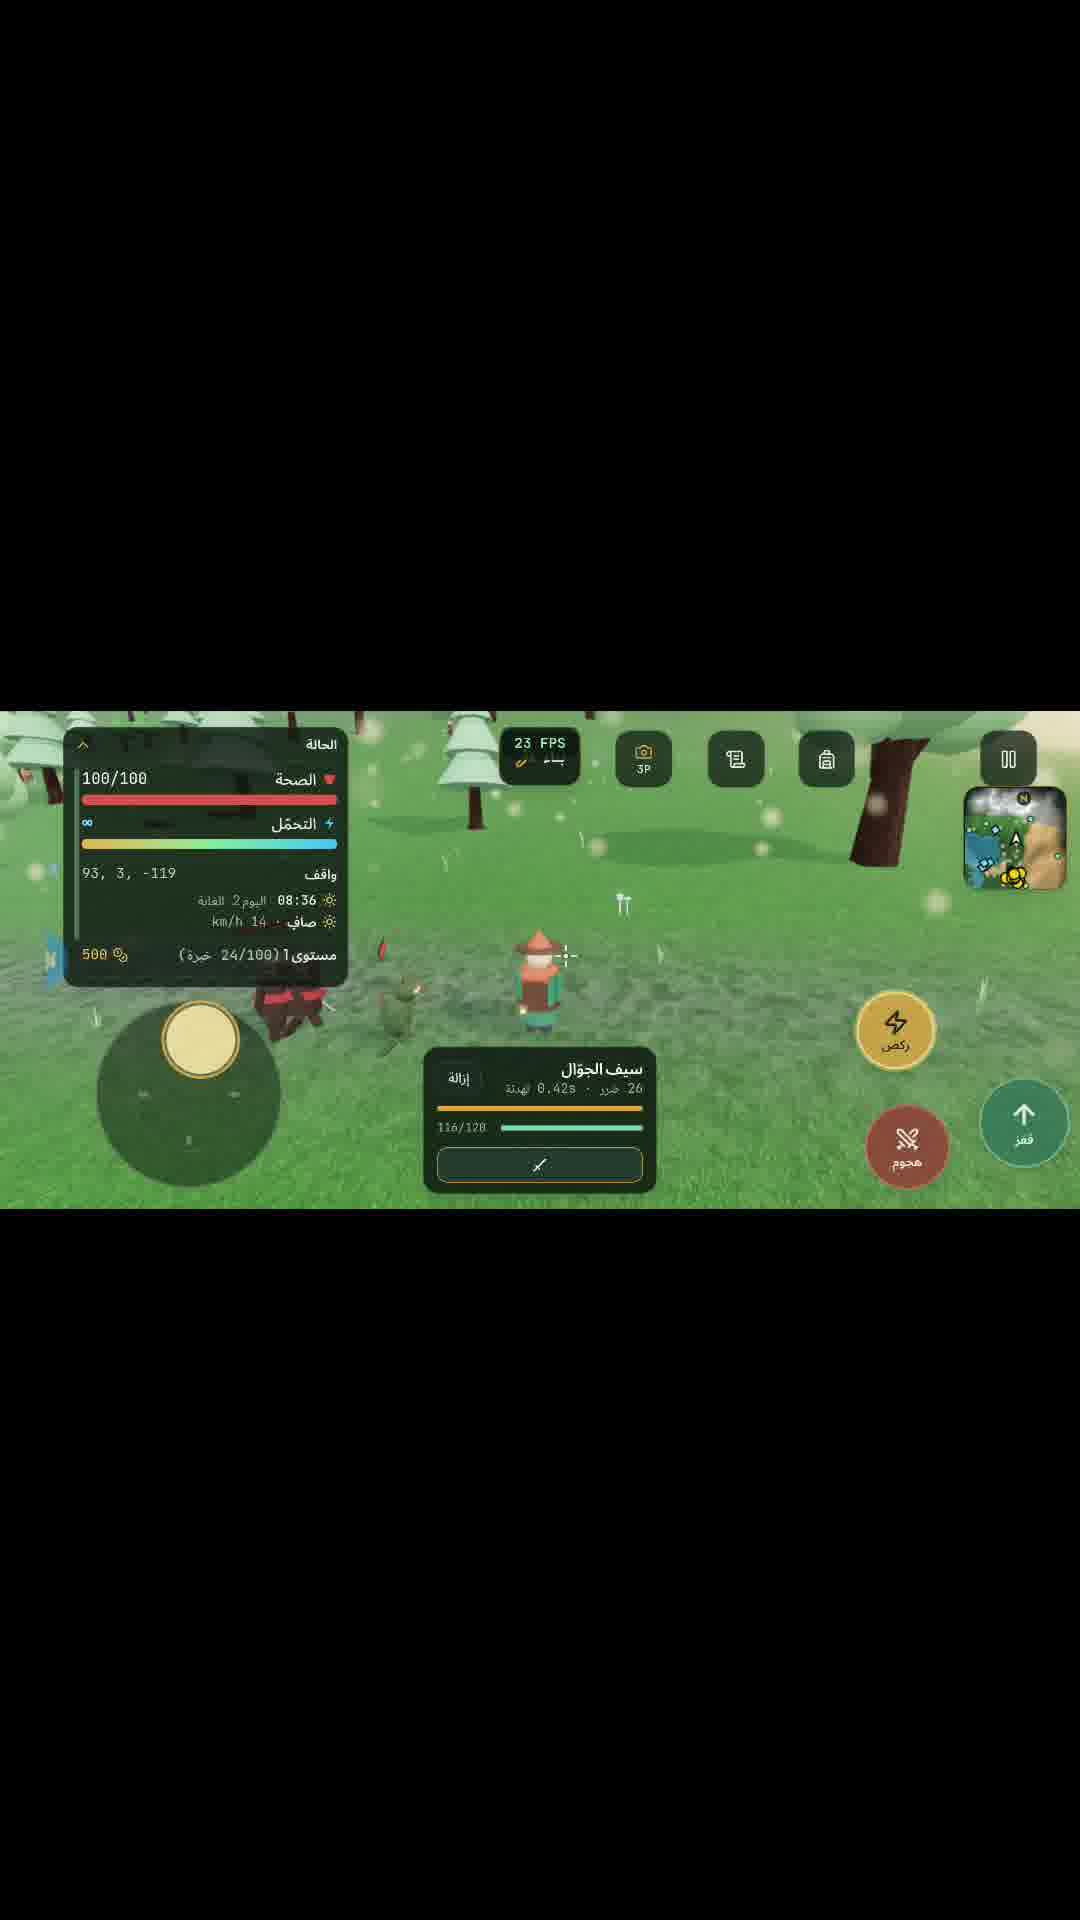 الحالة
الصحة 100/100
التحمّل ∞
واقف 93, 3, -119
08:36 اليوم 2 الغابة
صافٍ · 14 km/h
مستوى 1 (24/100 خبرة) 500
23 FPS
3P
N
سيف الجوّال
26 ضرر · 0.42s تهدئة
إزالة
116/128
ركض
قفز
هجوم